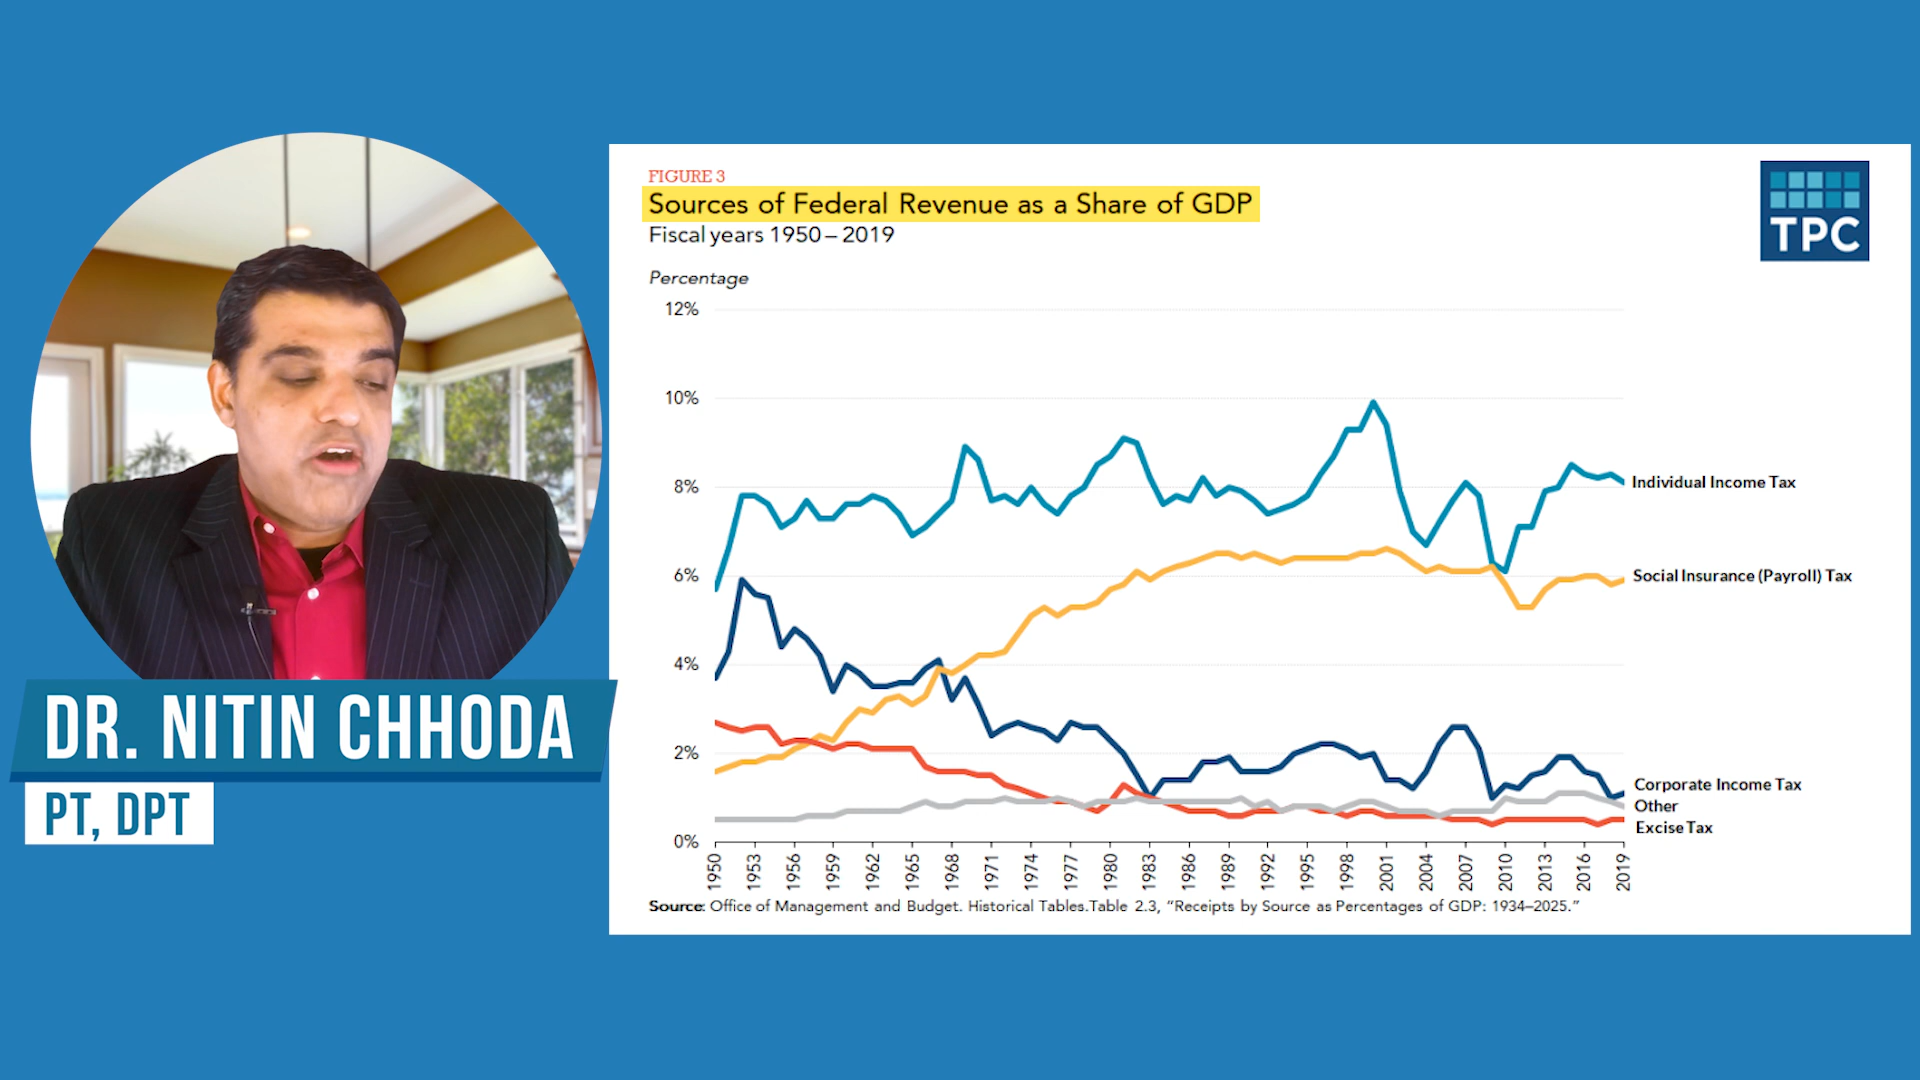 DR. NITIN CHHODA
PT, DPT
FIGURE 3
Sources of Federal Revenue as a Share of GDP
Fiscal years 1950 – 2019
TPC
Percentage
12%
10%
8%
6%
4%
2%
0%
Individual Income Tax
Social Insurance (Payroll) Tax
Corporate Income Tax
Other
Excise Tax
1950 1953 1956 1959 1962 1965 1968 1971 1974 1977 1980 1983 1986 1989 1992 1995 1998 2001 2004 2007 2010 2013 2016 2019
Source: Office of Management and Budget. Historical Tables.Table 2.3, “Receipts by Source as Percentages of GDP: 1934–2025.”